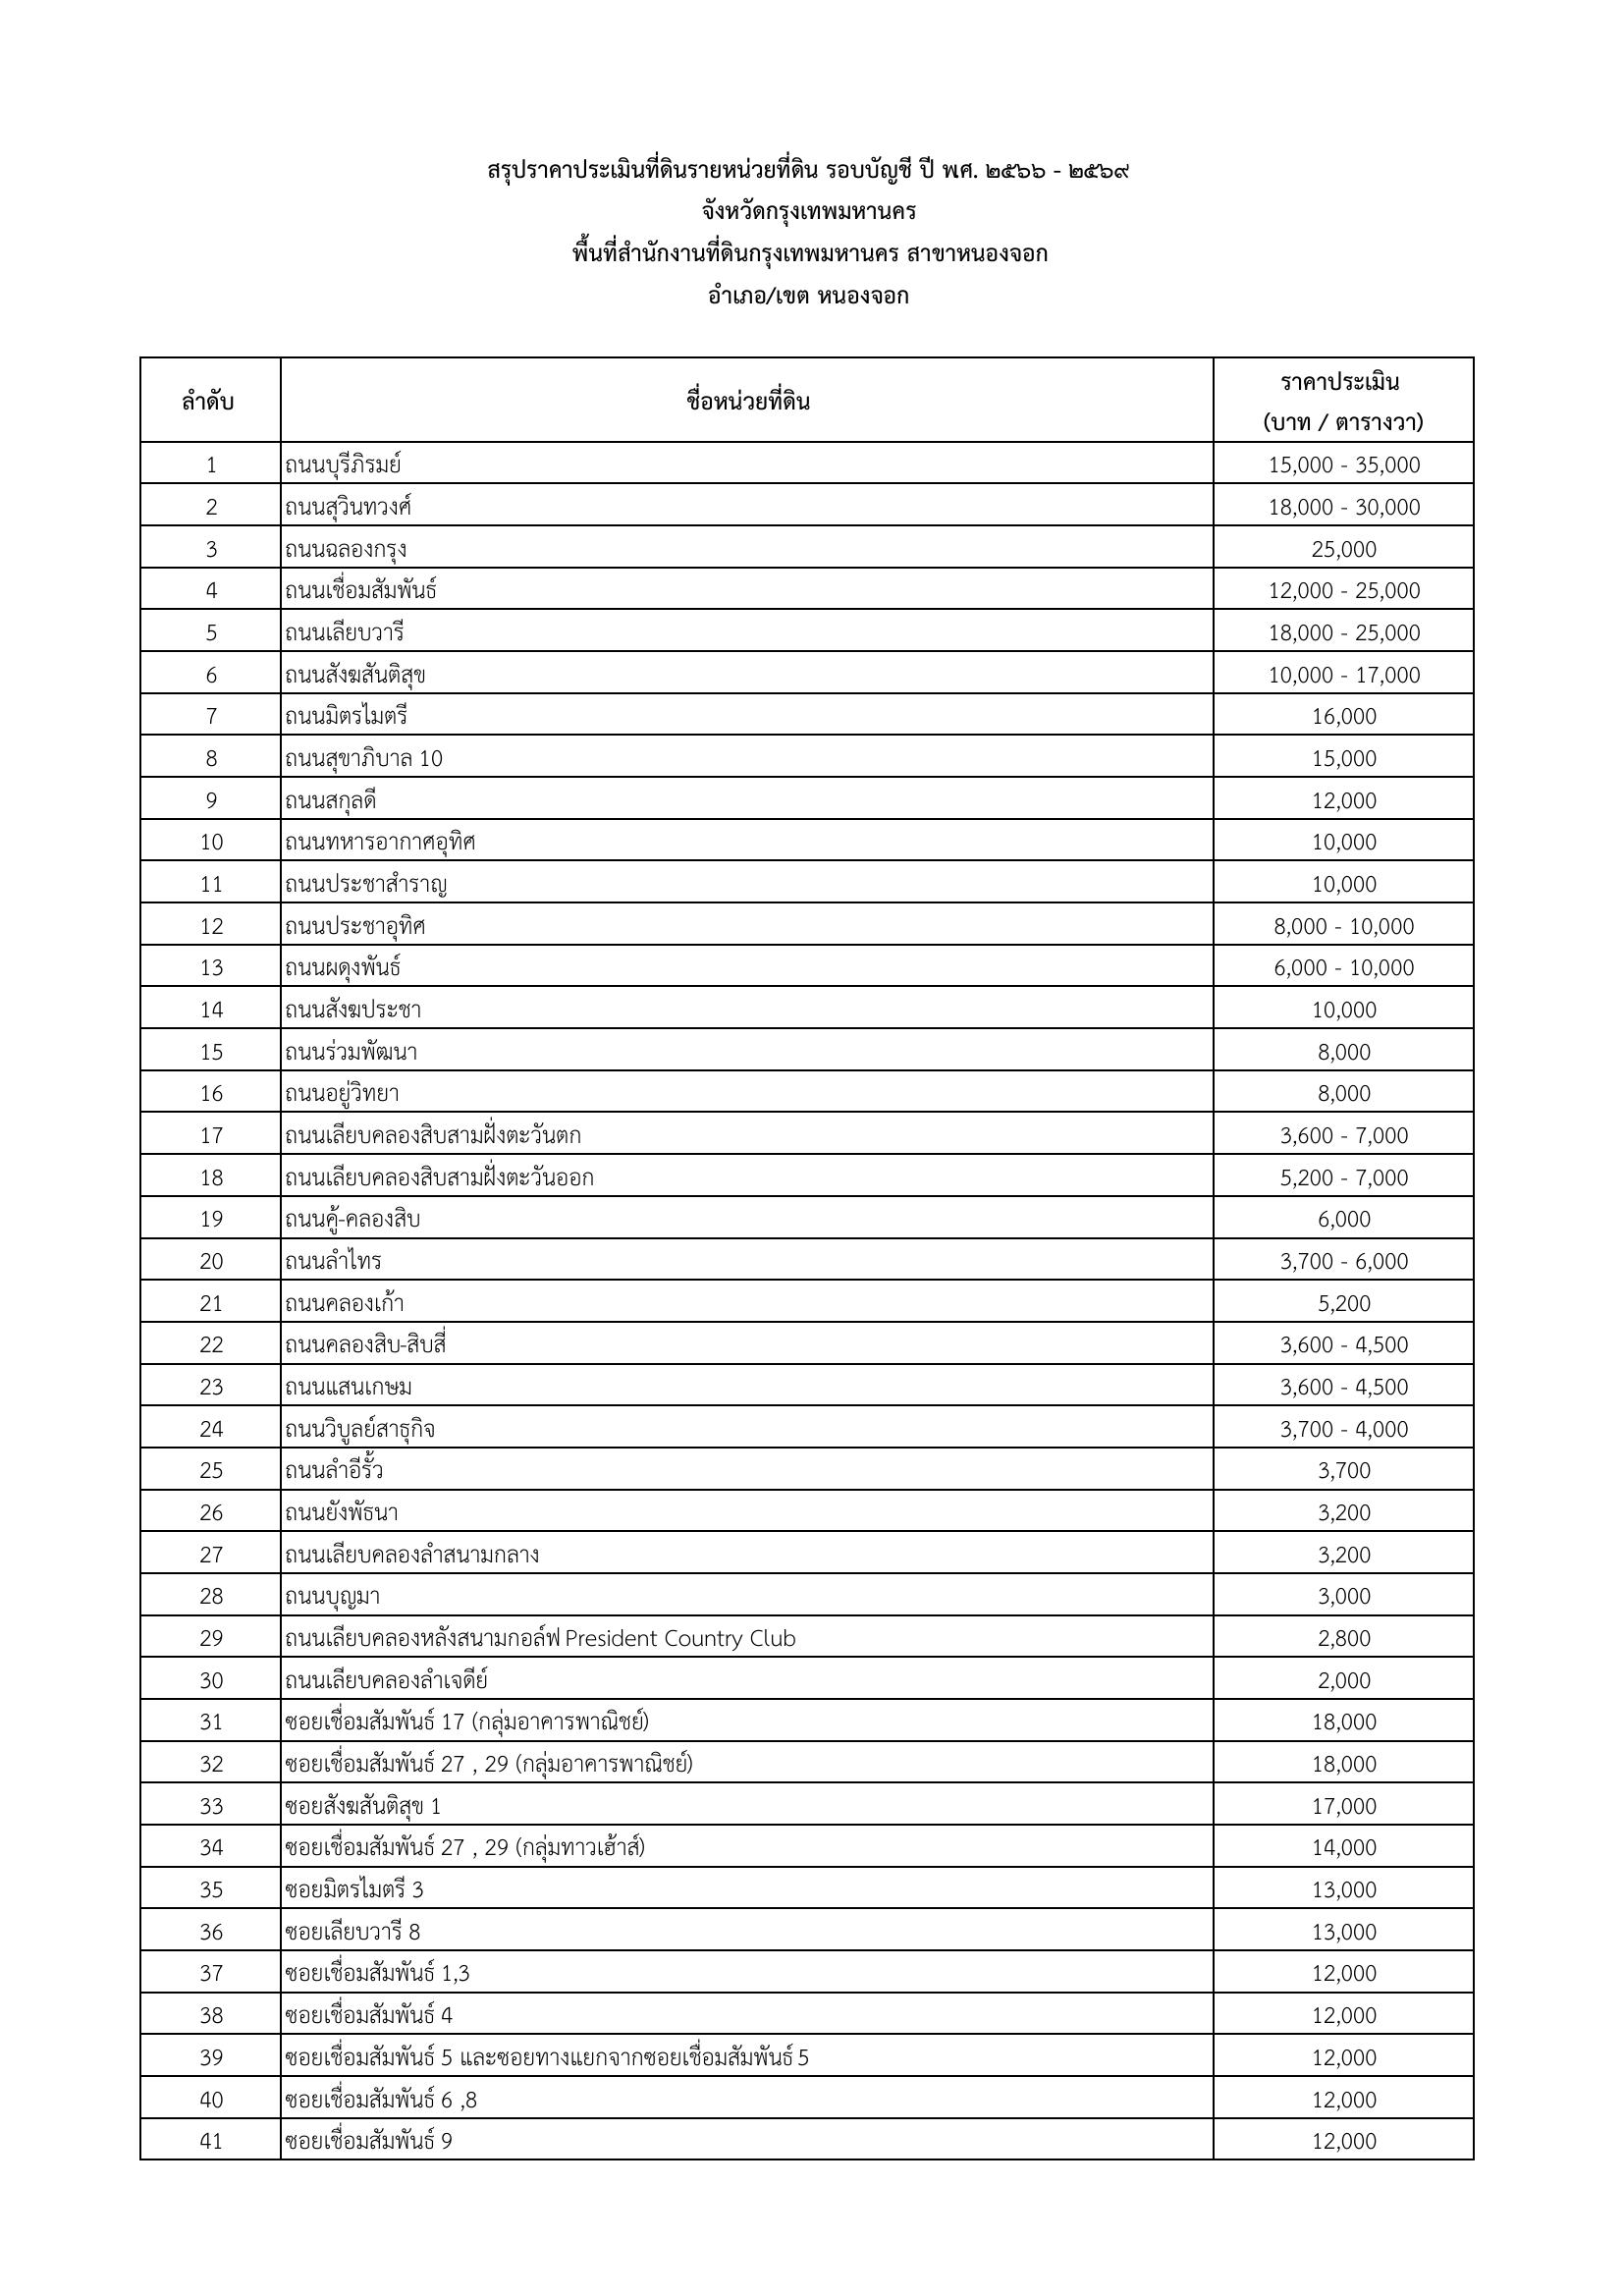 สรุปราคาประเมินที่ดินรายหน่วยที่ดิน รอบบัญชี ปี พ.ศ. ๒๕๖๖ - ๒๕๖๙
จังหวัดกรุงเทพมหานคร
พื้นที่สำนักงานที่ดินกรุงเทพมหานคร สาขาหนองจอก
อำเภอ/เขต หนองจอก
ลำดับ ชื่อหน่วยที่ดิน ราคาประเมิน
(บาท / ตารางวา)
1 ถนนบุรีภิรมย์ 15,000 - 35,000
2 ถนนสุวินทวงศ์ 18,000 - 30,000
3 ถนนฉลองกรุง 25,000
4 ถนนเชื่อมสัมพันธ์ 12,000 - 25,000
5 ถนนเลียบวารี 18,000 - 25,000
6 ถนนสังฆสันติสุข 10,000 - 17,000
7 ถนนมิตรไมตรี 16,000
8 ถนนสุขาภิบาล 10 15,000
9 ถนนสกุลดี 12,000
10 ถนนทหารอากาศอุทิศ 10,000
11 ถนนประชาสำราญ 10,000
12 ถนนประชาอุทิศ 8,000 - 10,000
13 ถนนผดุงพันธ์ 6,000 - 10,000
14 ถนนสังฆประชา 10,000
15 ถนนร่วมพัฒนา 8,000
16 ถนนอยู่วิทยา 8,000
17 ถนนเลียบคลองสิบสามฝั่งตะวันตก 3,600 - 7,000
18 ถนนเลียบคลองสิบสามฝั่งตะวันออก 5,200 - 7,000
19 ถนนคู้-คลองสิบ 6,000
20 ถนนลำไทร 3,700 - 6,000
21 ถนนคลองเก้า 5,200
22 ถนนคลองสิบ-สิบสี่ 3,600 - 4,500
23 ถนนแสนเกษม 3,600 - 4,500
24 ถนนวิบูลย์สาธุกิจ 3,700 - 4,000
25 ถนนลำอีรั้ว 3,700
26 ถนนยังพัธนา 3,200
27 ถนนเลียบคลองลำสนามกลาง 3,200
28 ถนนบุญมา 3,000
29 ถนนเลียบคลองหลังสนามกอล์ฟ President Country Club 2,800
30 ถนนเลียบคลองลำเจดีย์ 2,000
31 ซอยเชื่อมสัมพันธ์ 17 (กลุ่มอาคารพาณิชย์) 18,000
32 ซอยเชื่อมสัมพันธ์ 27 , 29 (กลุ่มอาคารพาณิชย์) 18,000
33 ซอยสังฆสันติสุข 1 17,000
34 ซอยเชื่อมสัมพันธ์ 27 , 29 (กลุ่มทาวเฮ้าส์) 14,000
35 ซอยมิตรไมตรี 3 13,000
36 ซอยเลียบวารี 8 13,000
37 ซอยเชื่อมสัมพันธ์ 1,3 12,000
38 ซอยเชื่อมสัมพันธ์ 4 12,000
39 ซอยเชื่อมสัมพันธ์ 5 และซอยทางแยกจากซอยเชื่อมสัมพันธ์ 5 12,000
40 ซอยเชื่อมสัมพันธ์ 6 ,8 12,000
41 ซอยเชื่อมสัมพันธ์ 9 12,000